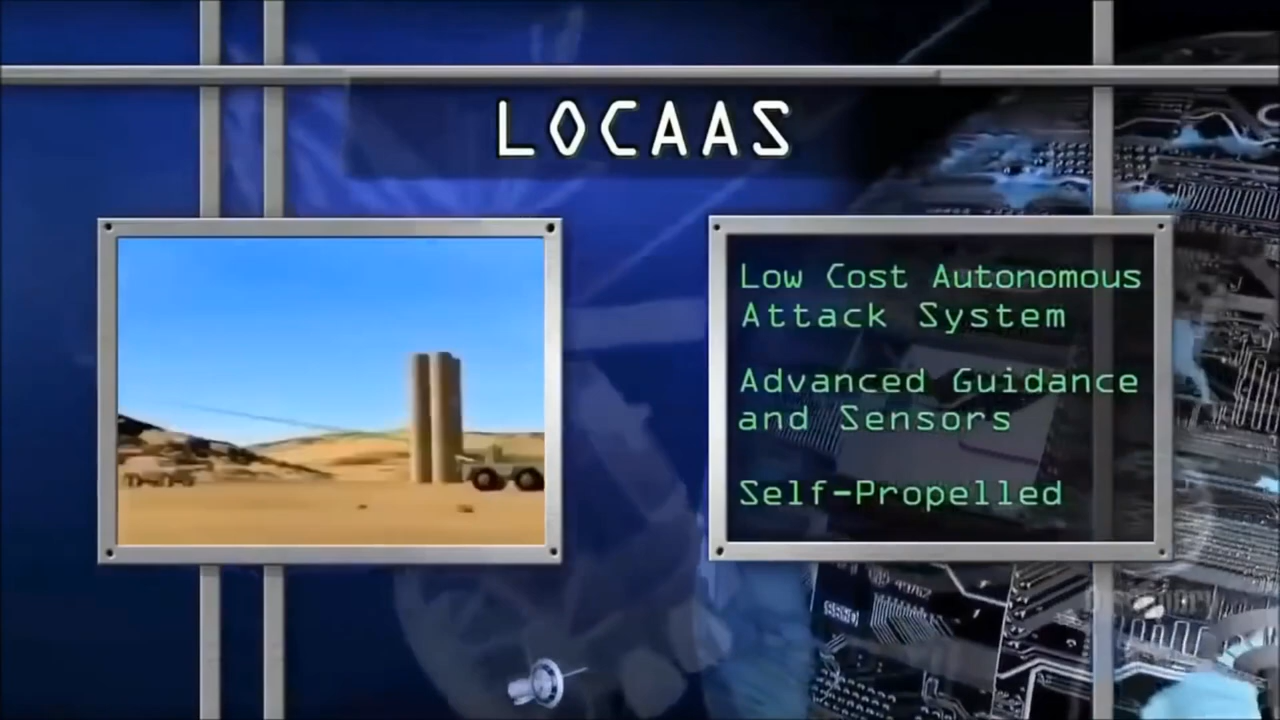 LOCAAS
Low Cost Autonomous
Attack System
Advanced Guidance
and Sensors
Self-Propelled